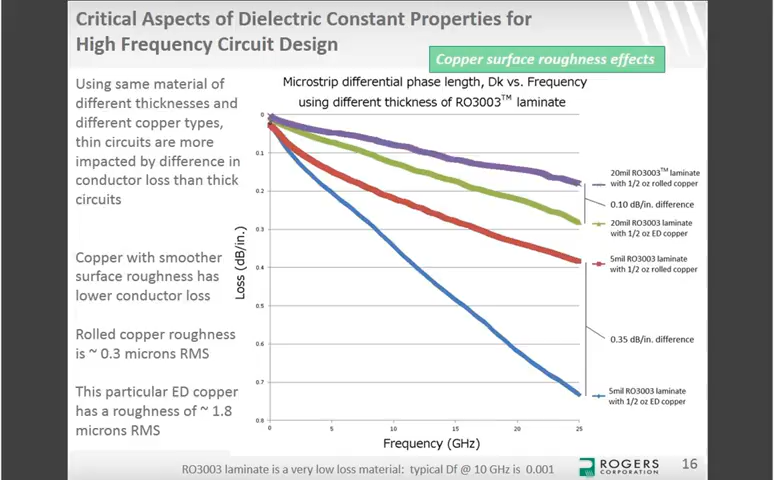 Critical Aspects of Dielectric Constant Properties for
High Frequency Circuit Design
Copper surface roughness effects
Using same material of
different thicknesses and
different copper types,
thin circuits are more
impacted by difference in
conductor loss than thick
circuits
Copper with smoother
surface roughness has
lower conductor loss
Rolled copper roughness
is ~ 0.3 microns RMS
This particular ED copper
has a roughness of ~ 1.8
microns RMS
Microstrip differential phase length, Dk vs. Frequency
using different thickness of RO3003™ laminate
Loss (dB/in.)
0
0.1
0.2
0.3
0.4
0.5
0.6
0.7
0.8
0
5
10
15
20
25
Frequency (GHz)
20mil RO3003™ laminate
with 1/2 oz rolled copper
0.10 dB/in. difference
20mil RO3003 laminate
with 1/2 oz ED copper
5mil RO3003 laminate
with 1/2 oz rolled copper
0.35 dB/in. difference
5mil RO3003 laminate
with 1/2 oz ED copper
RO3003 laminate is a very low loss material: typical Df @ 10 GHz is 0.001
ROGERS
CORPORATION
16